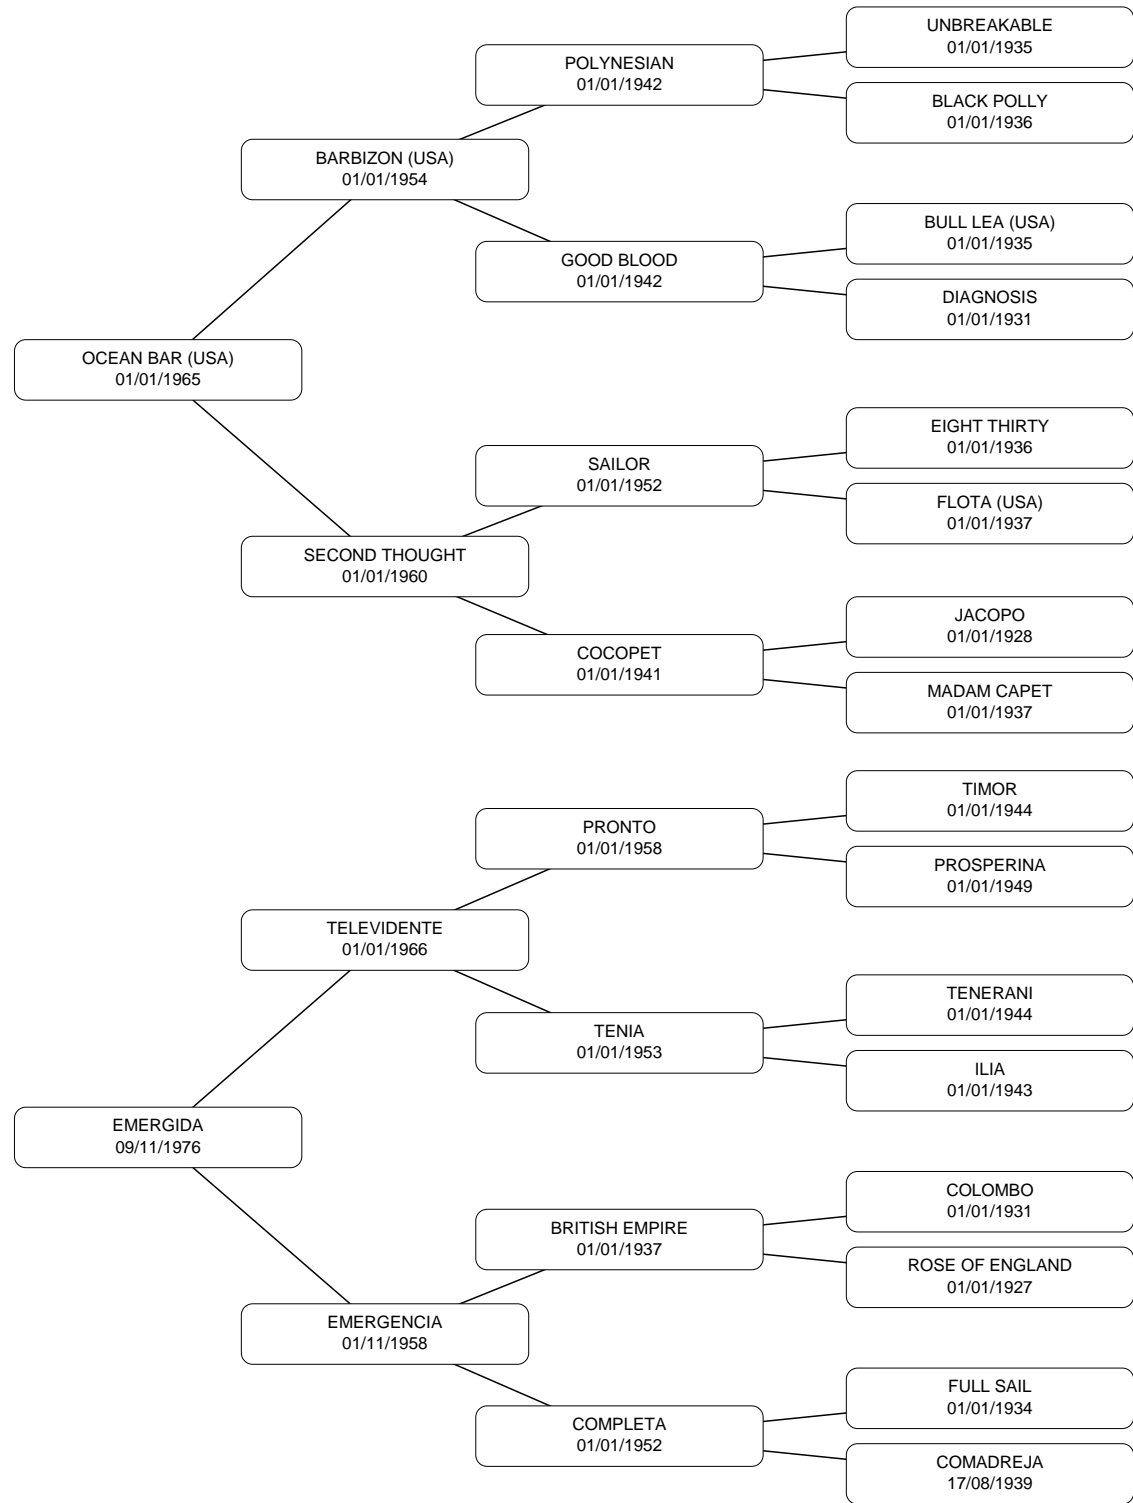 UNBREAKABLE
01/01/1935
POLYNESIAN
01/01/1942
BLACK POLLY
01/01/1936
BARBIZON (USA)
01/01/1954
BULL LEA (USA)
01/01/1935
GOOD BLOOD
01/01/1942
DIAGNOSIS
01/01/1931
OCEAN BAR (USA)
01/01/1965
EIGHT THIRTY
01/01/1936
SAILOR
01/01/1952
FLOTA (USA)
01/01/1937
SECOND THOUGHT
01/01/1960
JACOPO
01/01/1928
COCOPET
01/01/1941
MADAM CAPET
01/01/1937
TIMOR
01/01/1944
PRONTO
01/01/1958
PROSPERINA
01/01/1949
TELEVIDENTE
01/01/1966
TENERANI
01/01/1944
TENIA
01/01/1953
ILIA
01/01/1943
EMERGIDA
09/11/1976
COLOMBO
01/01/1931
BRITISH EMPIRE
01/01/1937
ROSE OF ENGLAND
01/01/1927
EMERGENCIA
01/11/1958
FULL SAIL
01/01/1934
COMPLETA
01/01/1952
COMADREJA
17/08/1939